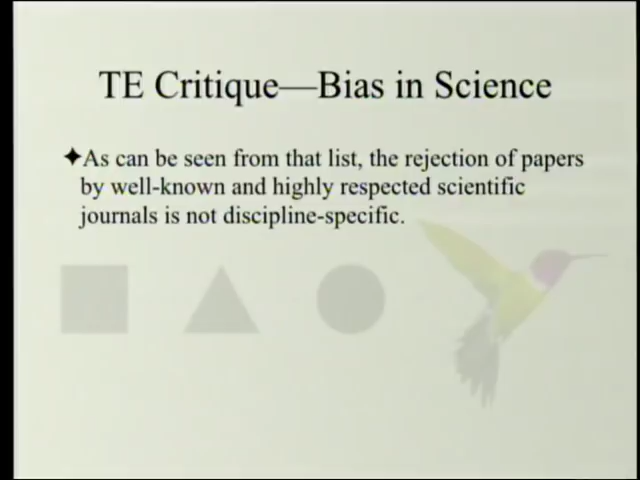 TE Critique—Bias in Science
✦As can be seen from that list, the rejection of papers
by well-known and highly respected scientific
journals is not discipline-specific.